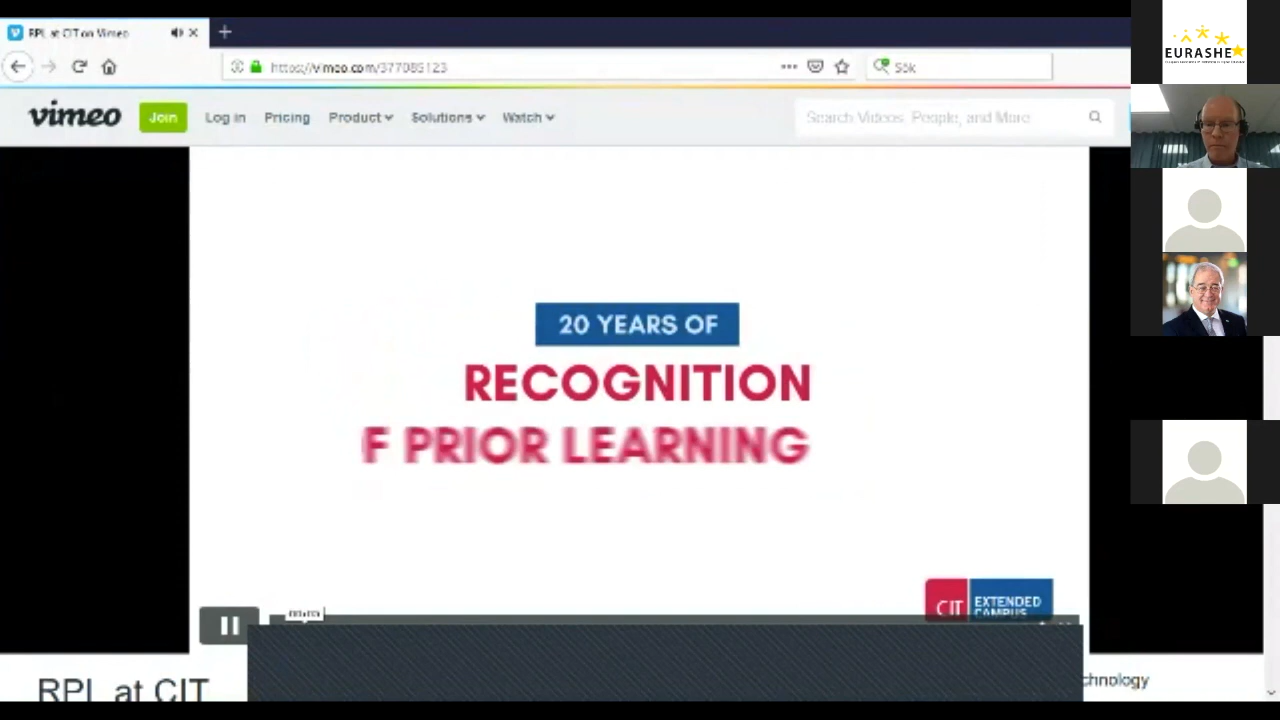 RPL at CIT on Vimeo
https://vimeo.com/377085123
Sök
vimeo
Join
Log in
Pricing
Product
Solutions
Watch
Search Videos, People, and More
EURASHE
20 YEARS OF
RECOGNITION
F PRIOR LEARNING
CIT
EXTENDED
CAMPUS
RPL at CIT
chnology